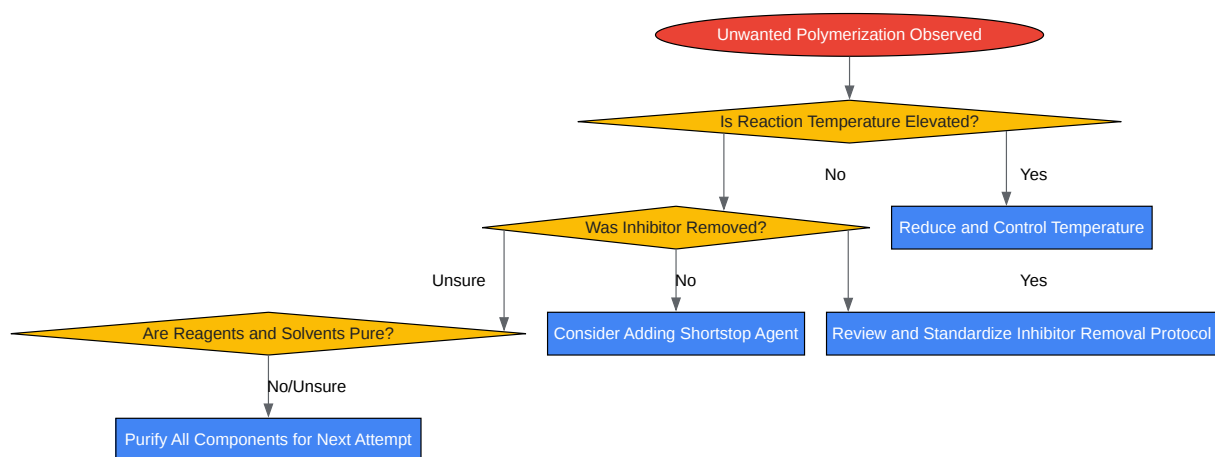 Unwanted Polymerization Observed
Is Reaction Temperature Elevated?
No
Yes
Was Inhibitor Removed?
Reduce and Control Temperature
Unsure
No
Yes
Are Reagents and Solvents Pure?
Consider Adding Shortstop Agent
Review and Standardize Inhibitor Removal Protocol
No/Unsure
Purify All Components for Next Attempt